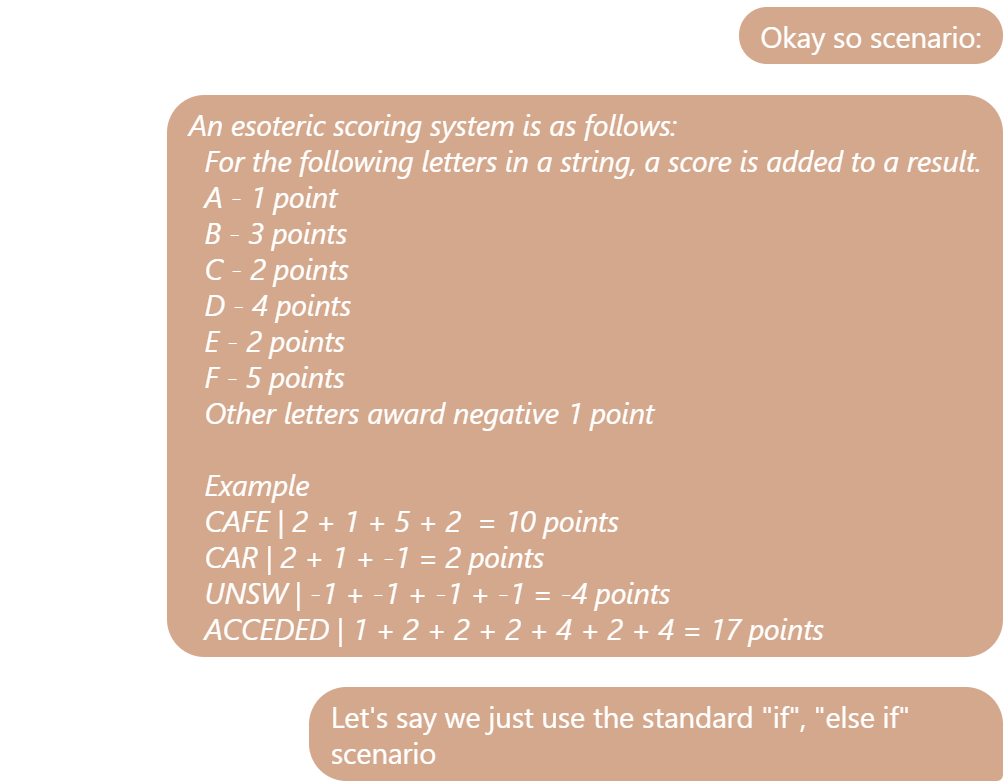 Okay so scenario:
An esoteric scoring system is as follows:
For the following letters in a string, a score is added to a result.
A - 1 point
B - 3 points
C - 2 points
D - 4 points
E - 2 points
F - 5 points
Other letters award negative 1 point
Example
CAFE | 2 + 1 + 5 + 2  = 10 points
CAR | 2 + 1 + -1 = 2 points
UNSW | -1 + -1 + -1 + -1 = -4 points
ACCEDED | 1 + 2 + 2 + 2 + 4 + 2 + 4 = 17 points
Let's say we just use the standard "if", "else if"
scenario